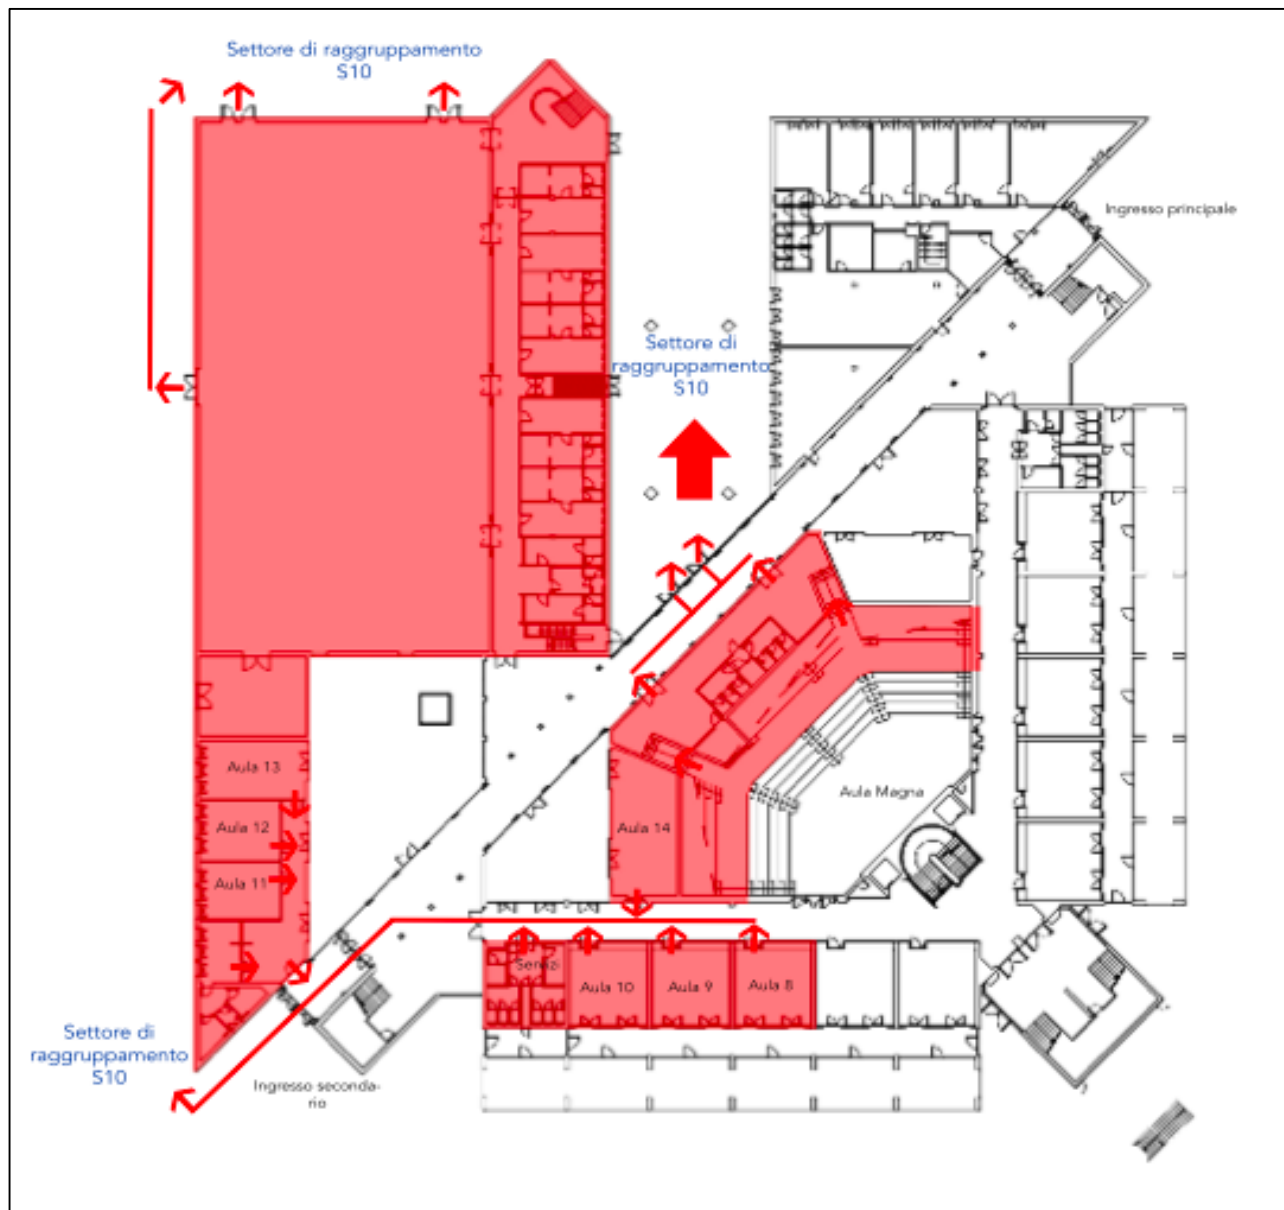 Settore di raggruppamento
S10
Ingresso principale
Settore di
raggruppamento
S10
Aula 13
Aula 12
Aula 11
Aula 14
Aula Magna
Servizi
Aula 10
Aula 9
Aula 8
Settore di
raggruppamento
S10
Ingresso seconda-
rio